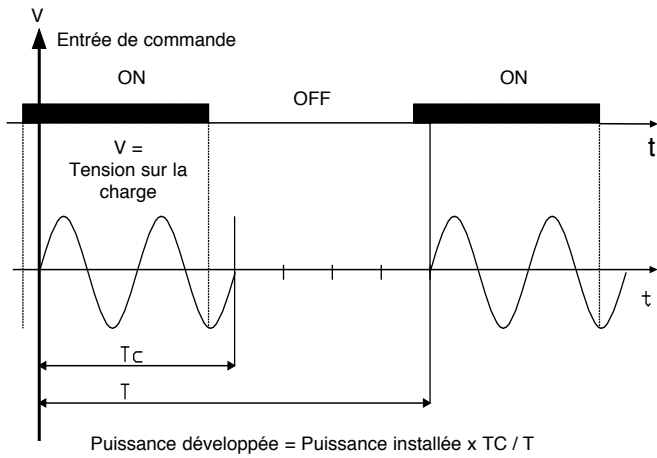 V
Entrée de commande
ON
OFF
ON
t
V =
Tension sur la
charge
t
Tc
T
Puissance développée = Puissance installée x TC / T